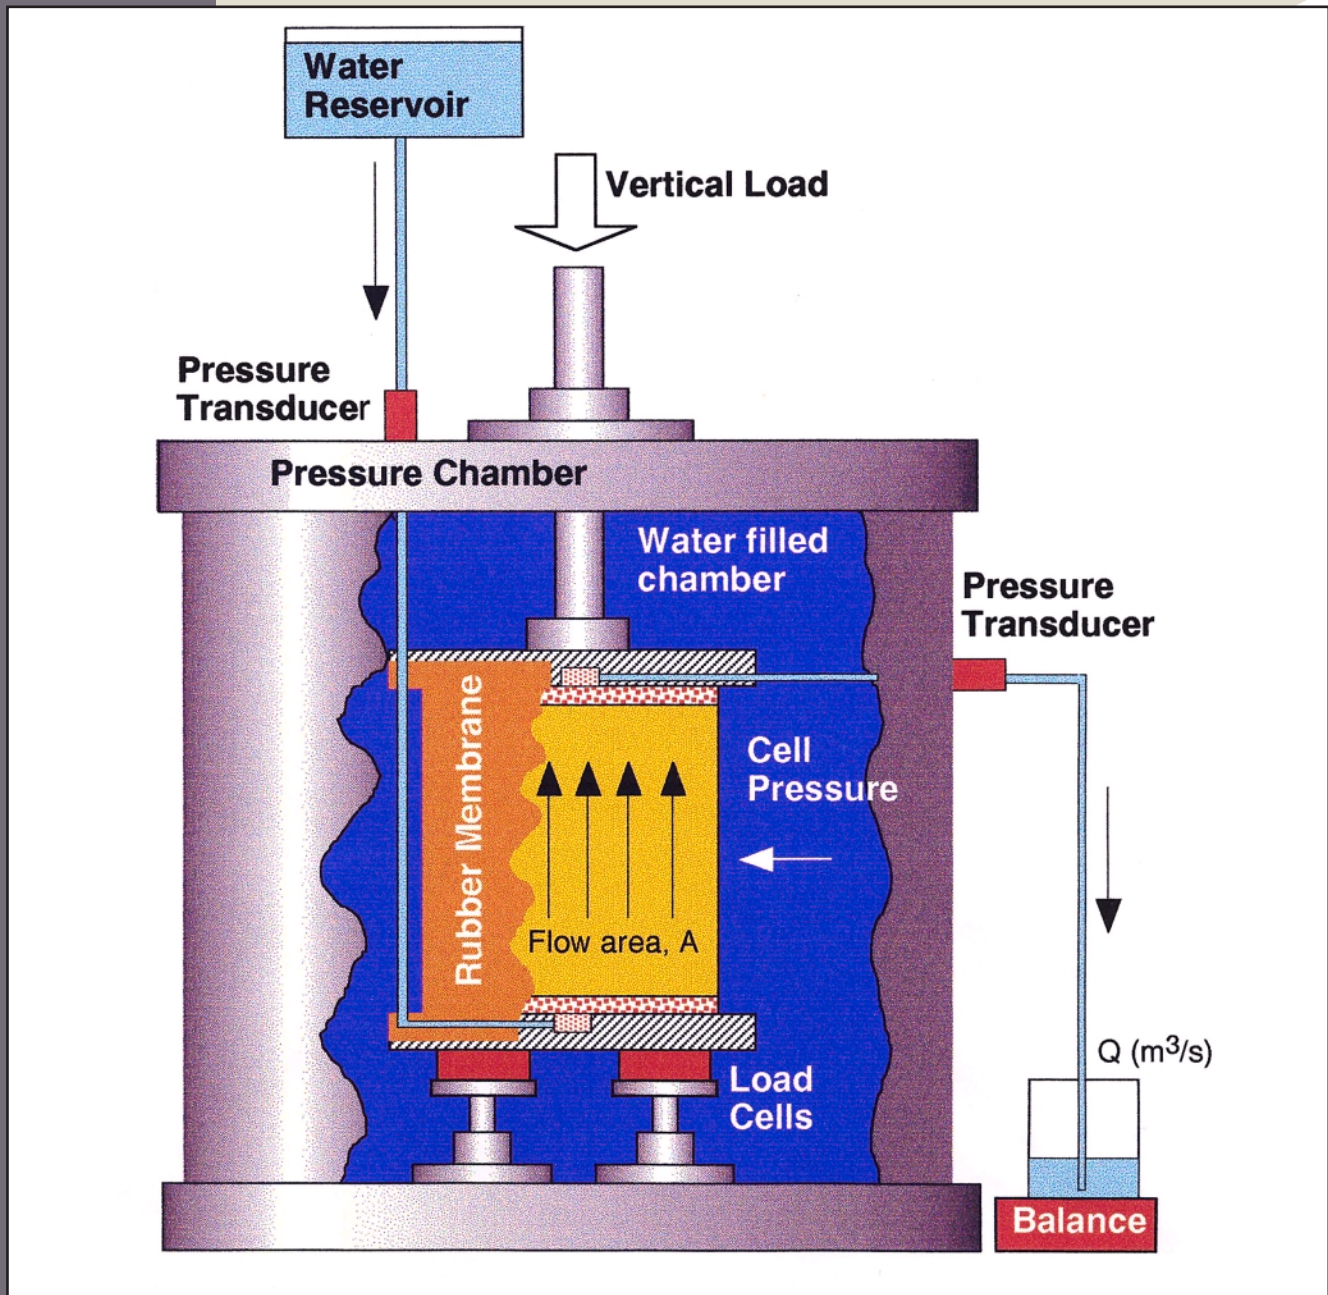 Water
Reservoir
Vertical Load
Pressure
Transducer
Pressure Chamber
Water filled
chamber
Pressure
Transducer
Rubber Membrane
Cell
Pressure
Flow area, A
Q (m³/s)
Load
Cells
Balance